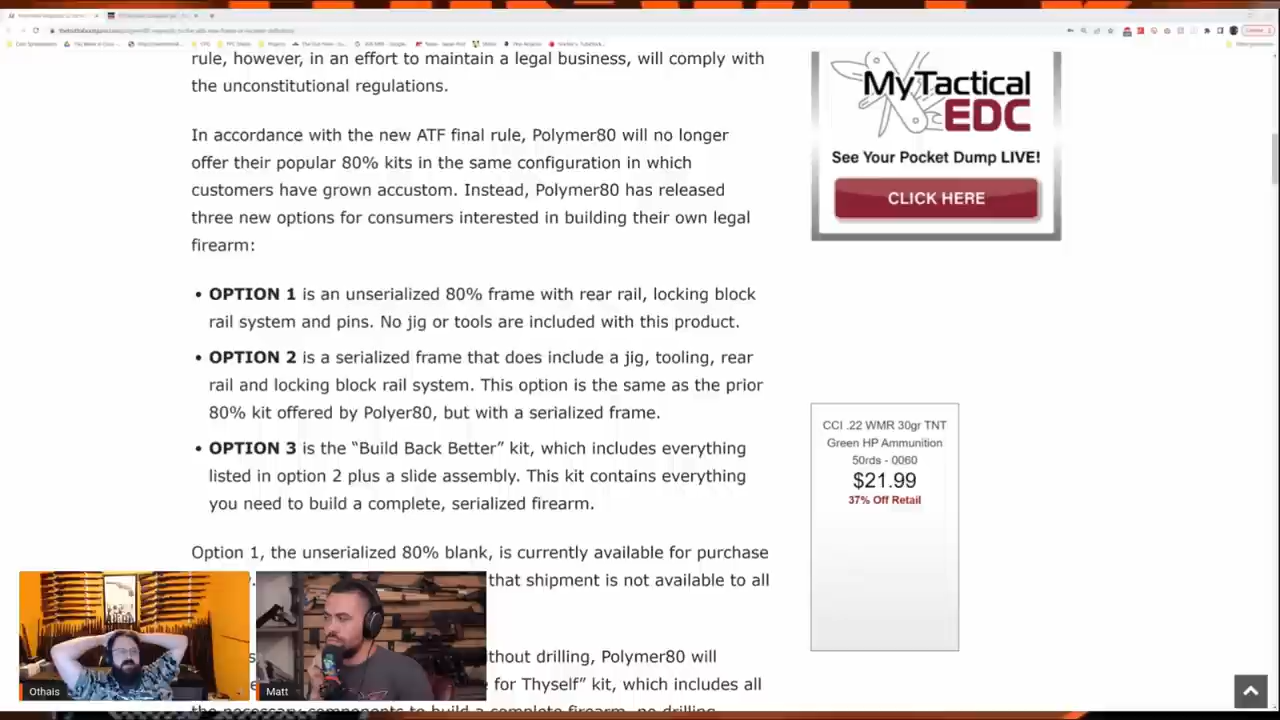 rule, however, in an effort to maintain a legal business, will comply with
the unconstitutional regulations.
In accordance with the new ATF final rule, Polymer80 will no longer
offer their popular 80% kits in the same configuration in which
customers have grown accustom. Instead, Polymer80 has released
three new options for consumers interested in building their own legal
firearm:
• OPTION 1 is an unserialized 80% frame with rear rail, locking block
rail system and pins. No jig or tools are included with this product.
• OPTION 2 is a serialized frame that does include a jig, tooling, rear
rail and locking block rail system. This option is the same as the prior
80% kit offered by Polyer80, but with a serialized frame.
• OPTION 3 is the “Build Back Better” kit, which includes everything
listed in option 2 plus a slide assembly. This kit contains everything
you need to build a complete, serialized firearm.
Option 1, the unserialized 80% blank, is currently available for purchase
that shipment is not available to all
thout drilling, Polymer80 will
for Thyself” kit, which includes all
the necessary components to build a complete firearm, no drilling
MyTactical
EDC
See Your Pocket Dump LIVE!
CLICK HERE
CCI .22 WMR 30gr TNT
Green HP Ammunition
50rds - 0060
$21.99
37% Off Retail
Othais
Matt